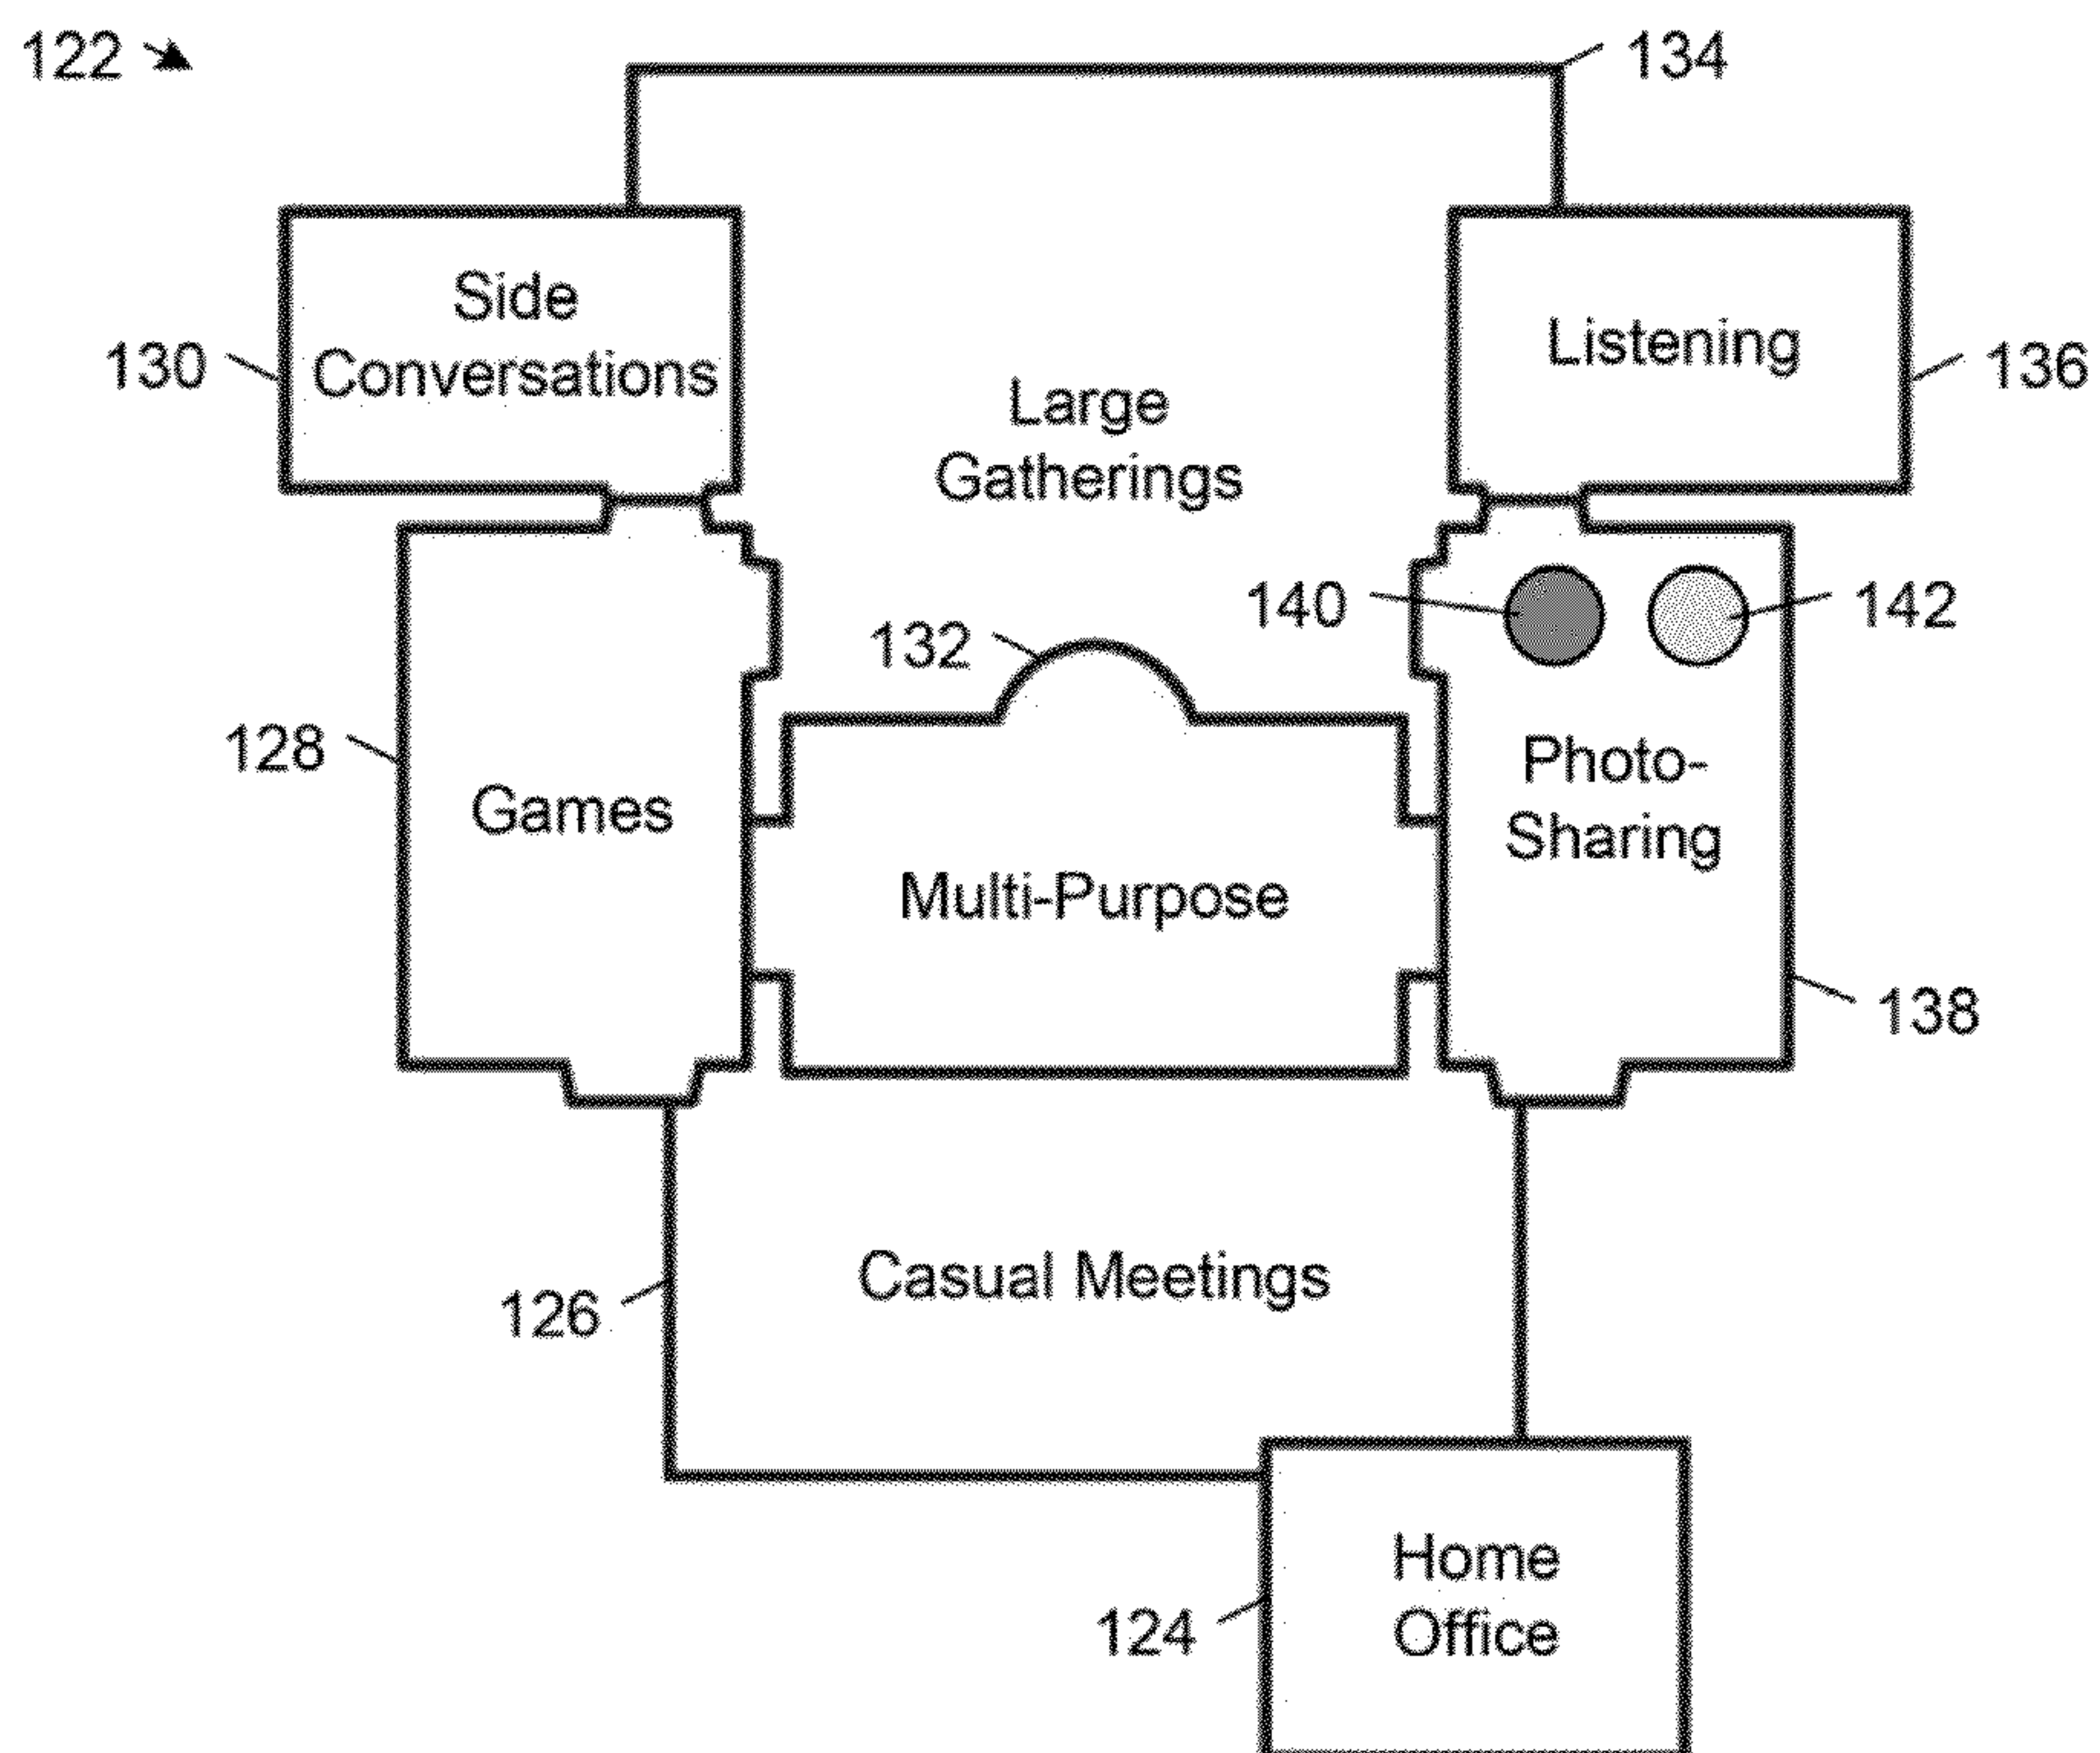 122
134
Side
Conversations
130
Listening
136
Large
Gatherings
140
142
132
128
Games
Photo-
Sharing
Multi-Purpose
138
Casual Meetings
126
Home
Office
124